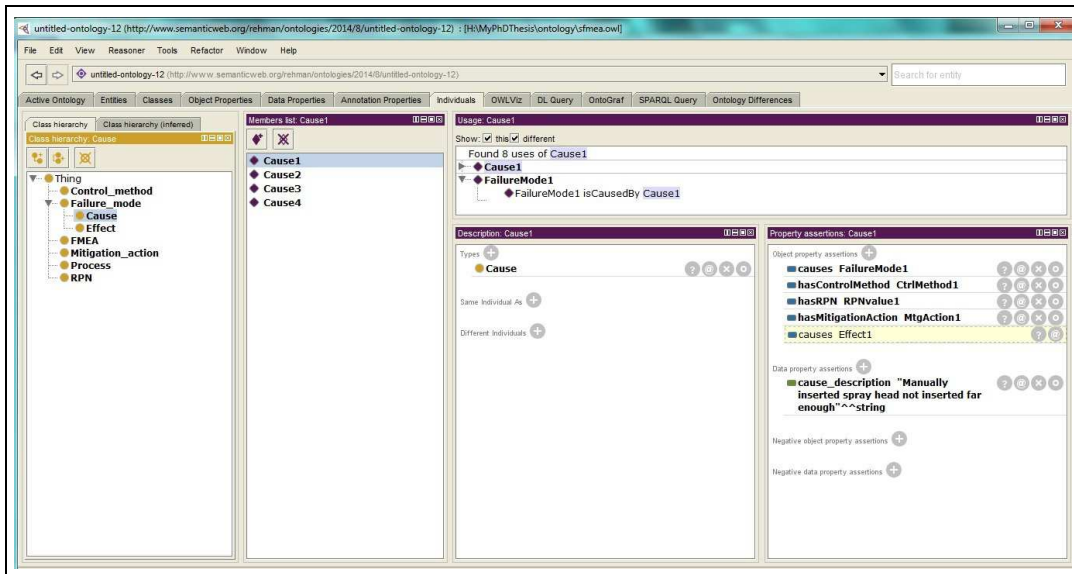 untitled-ontology-12 (http://www.semanticweb.org/rehman/ontologies/2014/8/untitled-ontology-12) : [H:\MyPhDThesis\ontology\sfmea.owl]
File Edit View Reasoner Tools Refactor Window Help
untitled-ontology-12 (http://www.semanticweb.org/rehman/ontologies/2014/8/untitled-ontology-12)
Search for entity
Active Ontology Entities Classes Object Properties Data Properties Annotation Properties Individuals OWLViz DL Query OntoGraf SPARQL Query Ontology Differences
Class hierarchy Class hierarchy (inferred)
Class hierarchy: Cause
Thing
Control_method
Failure_mode
Cause
Effect
FMEA
Mitigation_action
Process
RPN
Members list: Cause1
Cause1
Cause2
Cause3
Cause4
Usage: Cause1
Show: this different
Found 8 uses of Cause1
Cause1
FailureMode1
FailureMode1 isCausedBy Cause1
Description: Cause1
Types
Cause
Same Individual As
Different Individuals
Property assertions: Cause1
Object property assertions
causes FailureMode1
hasControlMethod CtrlMethod1
hasRPN RPNvalue1
hasMitigationAction MtgAction1
causes Effect1
Data property assertions
cause_description "Manually
inserted spray head not inserted far
enough"^^string
Negative object property assertions
Negative data property assertions